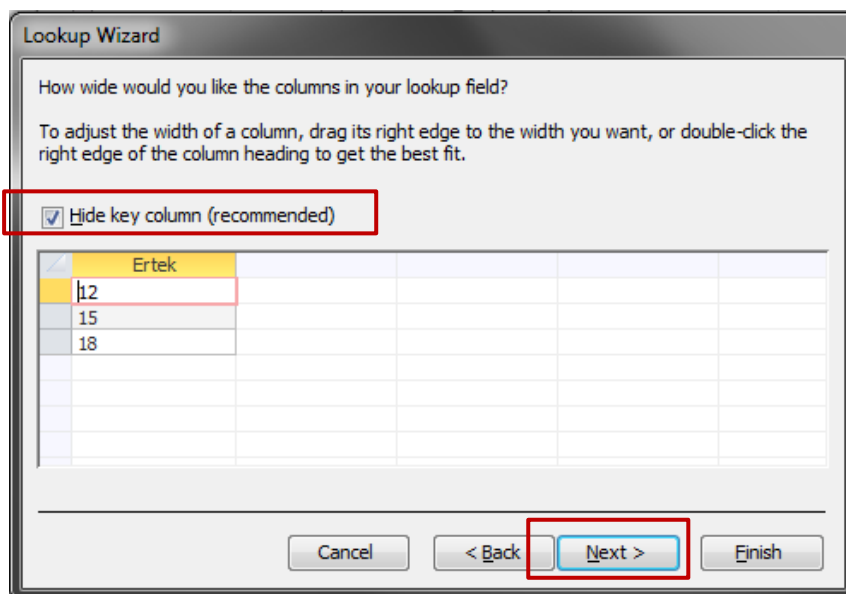 Lookup Wizard
How wide would you like the columns in your lookup field?
To adjust the width of a column, drag its right edge to the width you want, or double-click the
right edge of the column heading to get the best fit.
Hide key column (recommended)
Ertek
12
15
18
Cancel
< Back
Next >
Finish